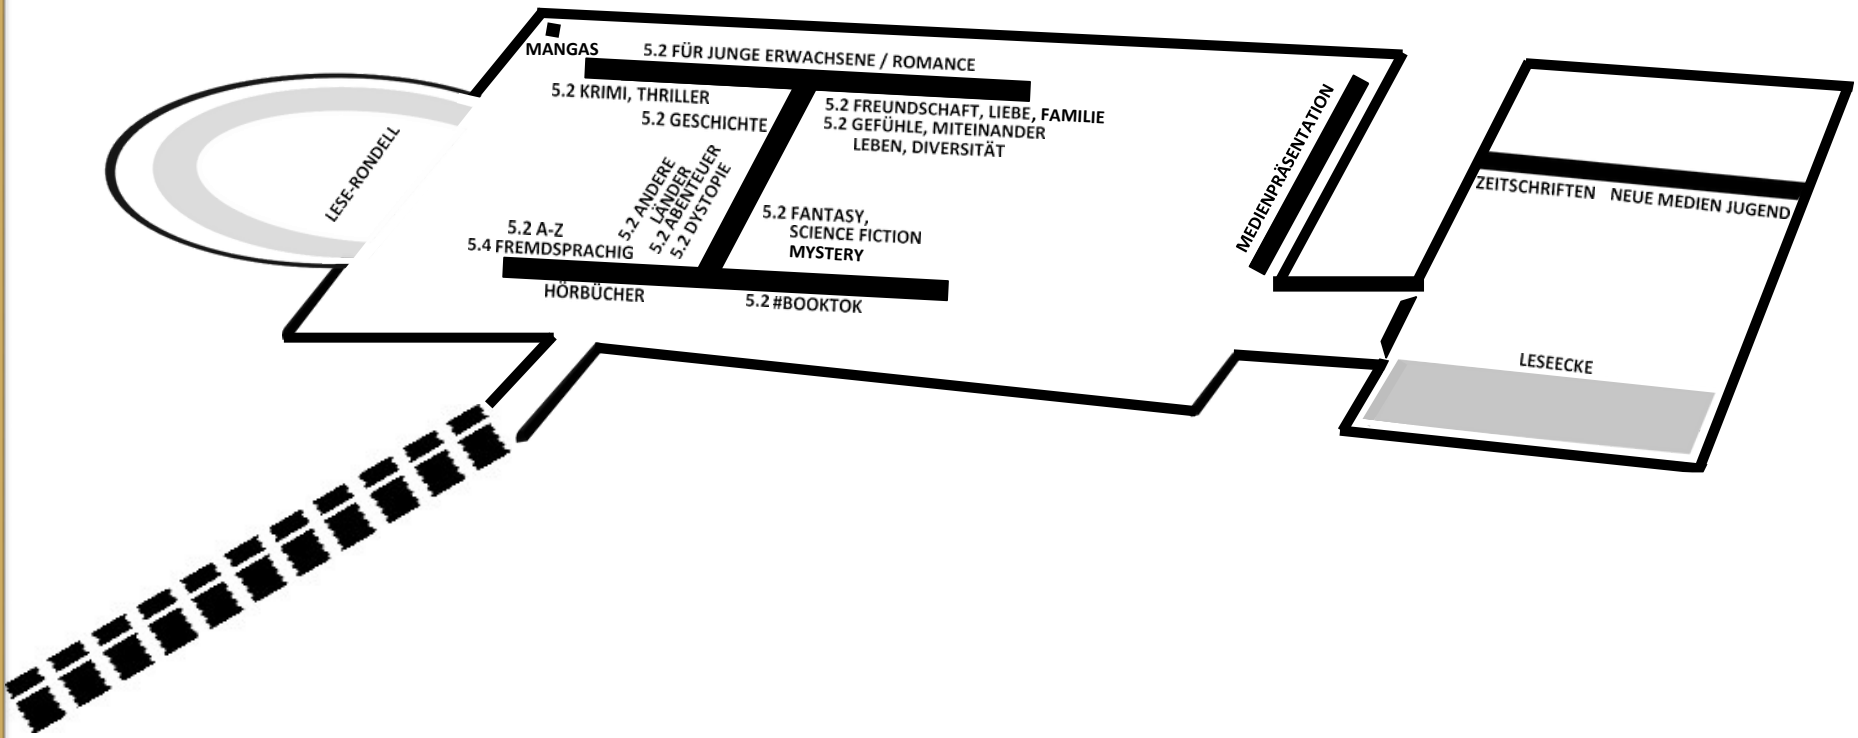 MANGAS
5.2 FÜR JUNGE ERWACHSENE / ROMANCE
5.2 KRIMI, THRILLER
5.2 GESCHICHTE
5.2 FREUNDSCHAFT, LIEBE, FAMILIE
5.2 GEFÜHLE, MITEINANDER
LEBEN, DIVERSITÄT
LESE-RONDELL
5.2 ANDERE
LÄNDER
5.2 ABENTEUER
5.2 DYSTOPIE
5.2 A-Z
5.4 FREMDSPRACHIG
5.2 FANTASY,
SCIENCE FICTION
MYSTERY
HÖRBÜCHER
5.2 #BOOKTOK
MEDIENPRÄSENTATION
ZEITSCHRIFTEN NEUE MEDIEN JUGEND
LESEECKE